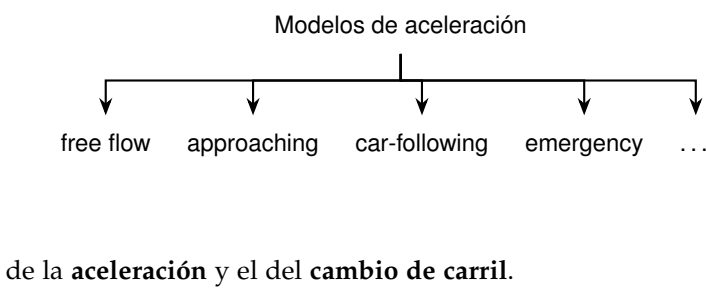 Modelos de aceleración
free flow approaching car-following emergency ...
de la aceleración y el del cambio de carril.